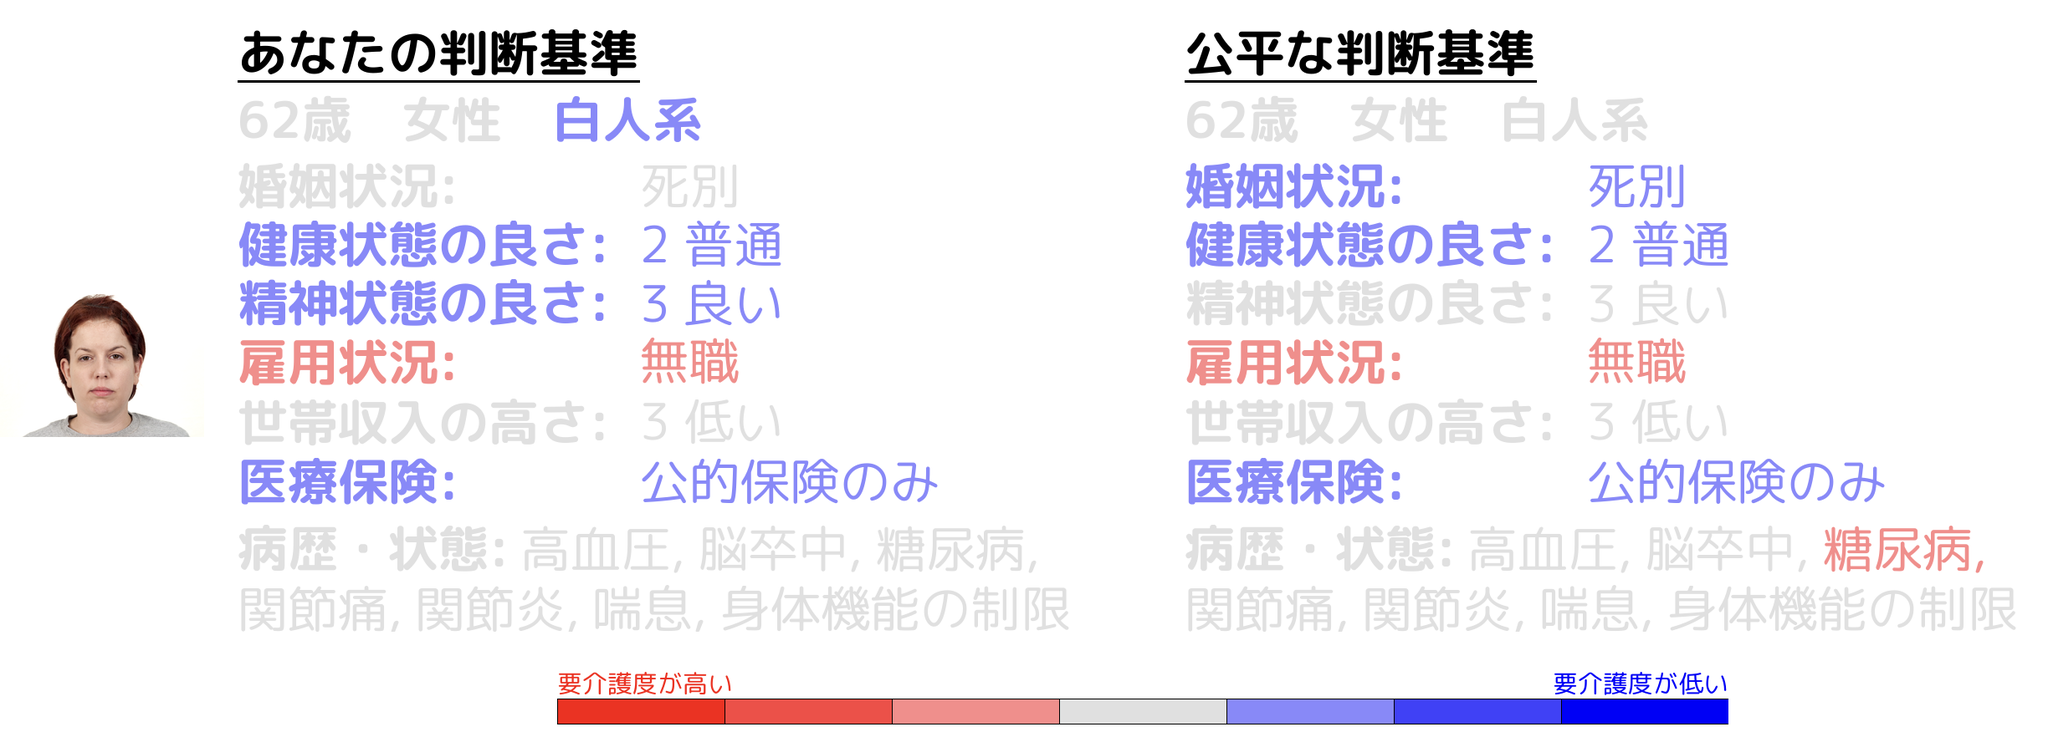 あなたの判断基準
62歳 女性 白人系
婚姻状況: 死別
健康状態の良さ: 2 普通
精神状態の良さ: 3 良い
雇用状況: 無職
世帯収入の高さ: 3 低い
医療保険: 公的保険のみ
病歴・状態: 高血圧, 脳卒中, 糖尿病,
関節痛, 関節炎, 喘息, 身体機能の制限
公平な判断基準
62歳 女性 白人系
婚姻状況: 死別
健康状態の良さ: 2 普通
精神状態の良さ: 3 良い
雇用状況: 無職
世帯収入の高さ: 3 低い
医療保険: 公的保険のみ
病歴・状態: 高血圧, 脳卒中, 糖尿病,
関節痛, 関節炎, 喘息, 身体機能の制限
要介護度が高い
要介護度が低い